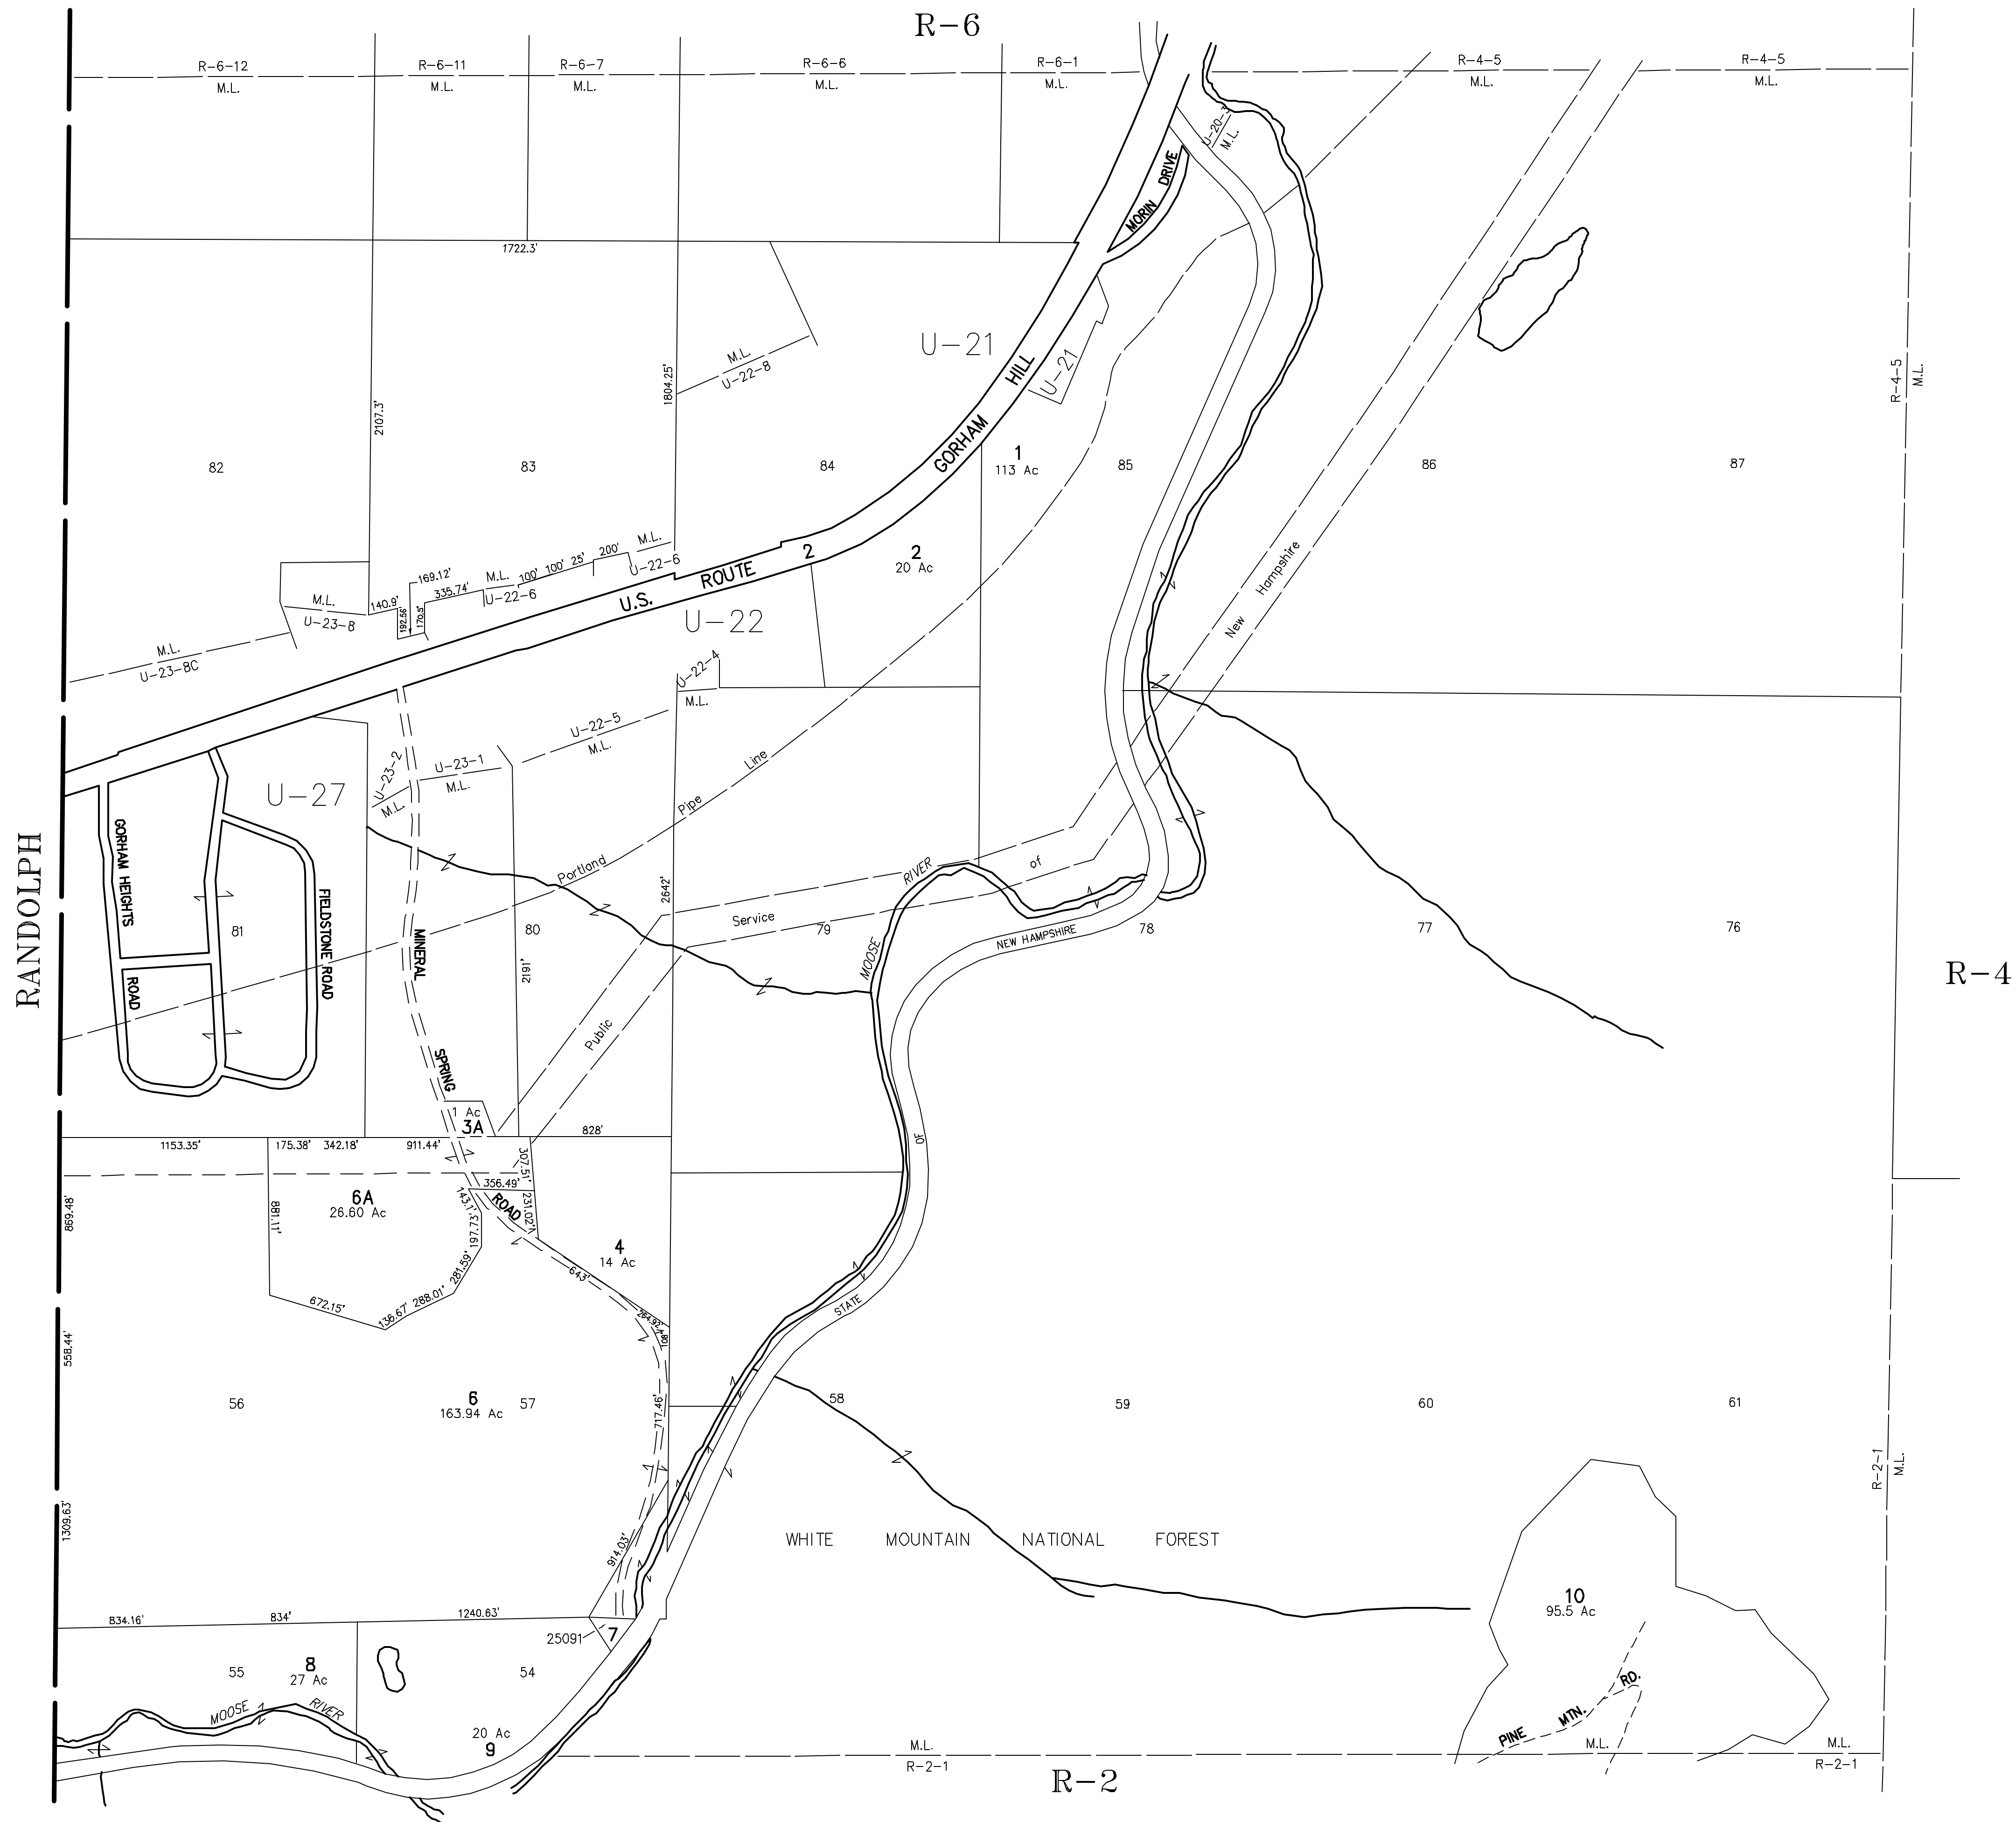 R-6
R-6-12
M.L.
R-6-11
M.L.
R-6-7
M.L.
R-6-6
M.L.
R-6-1
M.L.
R-4-5
M.L.
R-4-5
M.L.
U-20-3
M.L.
MORIN DRIVE
1722.3'
2107.3'
1804.25'
M.L.
U-22-8
U-21
U-21
GORHAM HILL
R-4-5
M.L.
82
83
84
1
113 Ac
85
86
87
2
20 Ac
U.S. ROUTE 2
M.L.
U-23-8
140.9'
169.12'
192.56'
170.5'
335.74'
M.L.
U-22-6
100' 100' 25'
200'
M.L.
U-22-6
M.L.
U-23-8C
U-22
U-22-4
M.L.
U-22-5
M.L.
U-23-2
M.L.
U-23-1
M.L.
U-27
New Hampshire
Portland Pipe Line
RANDOLPH
GORHAM HEIGHTS
ROAD
FIELDSTONE ROAD
MINERAL
SPRING
ROAD
81
80
79
78
77
76
2191'
2642'
Public Service of
MOOSE RIVER
NEW HAMPSHIRE
OF
STATE
R-4
1 Ac
3A
1153.35'
175.38'
342.18'
911.44'
828'
307.51'
869.48'
881.11'
6A
26.60 Ac
356.49'
143.1'
197.73'
231.02'
281.59'
288.01'
136.67'
672.15'
4
14 Ac
643'
264.92'
108'
558.44'
717.46'
56
6
163.94 Ac
57
58
59
60
61
R-2-1
M.L.
1309.63'
914.03'
WHITE MOUNTAIN NATIONAL FOREST
10
95.5 Ac
834.16'
834'
1240.63'
25091
7
55
8
27 Ac
54
MOOSE RIVER
20 Ac
9
PINE MTN. RD.
M.L.
R-2-1
M.L.
M.L.
R-2-1
R-2